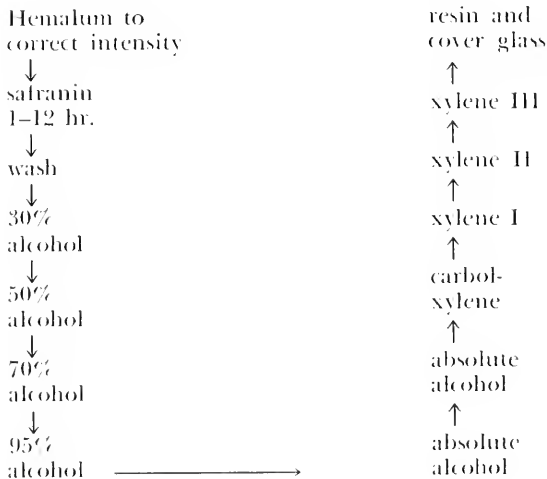 Hemalum to
correct intensity
↓
safranin
1–12 hr.
↓
wash
↓
30%
alcohol
↓
50%
alcohol
↓
70%
alcohol
↓
95%
alcohol
→
absolute
alcohol
↑
absolute
alcohol
↑
carbol-
xylene
↑
xylene I
↑
xylene II
↑
xylene III
↑
resin and
cover glass